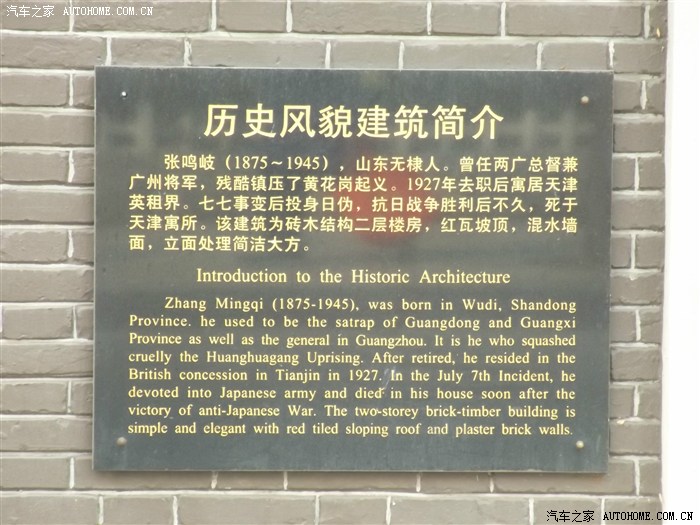 汽车之家 AUTOHOME.COM.CN
汽车之家
AUTOHOME.COM.CN
历史风貌建筑简介
张鸣岐（1875～1945），山东无棣人。曾任两广总督兼
广州将军，残酷镇压了黄花岗起义。1927年去职后寓居天津
英租界。七七事变后投身日伪，抗日战争胜利后不久，死于
天津寓所。该建筑为砖木结构二层楼房，红瓦坡顶，混水墙
面，立面处理简洁大方。
Introduction to the Historic Architecture
Zhang Mingqi (1875-1945), was born in Wudi, Shandong
Province. he used to be the satrap of Guangdong and Guangxi
Province as well as the general in Guangzhou. It is he who squashed
cruelly the Huanghuagang Uprising. After retired, he resided in the
British concession in Tianjin in 1927. In the July 7th Incident, he
devoted into Japanese army and died in his house soon after the
victory of anti-Japanese War. The two-storey brick-timber building is
simple and elegant with red tiled sloping roof and plaster brick walls.
汽车之家 AUTOHOME.COM.CN